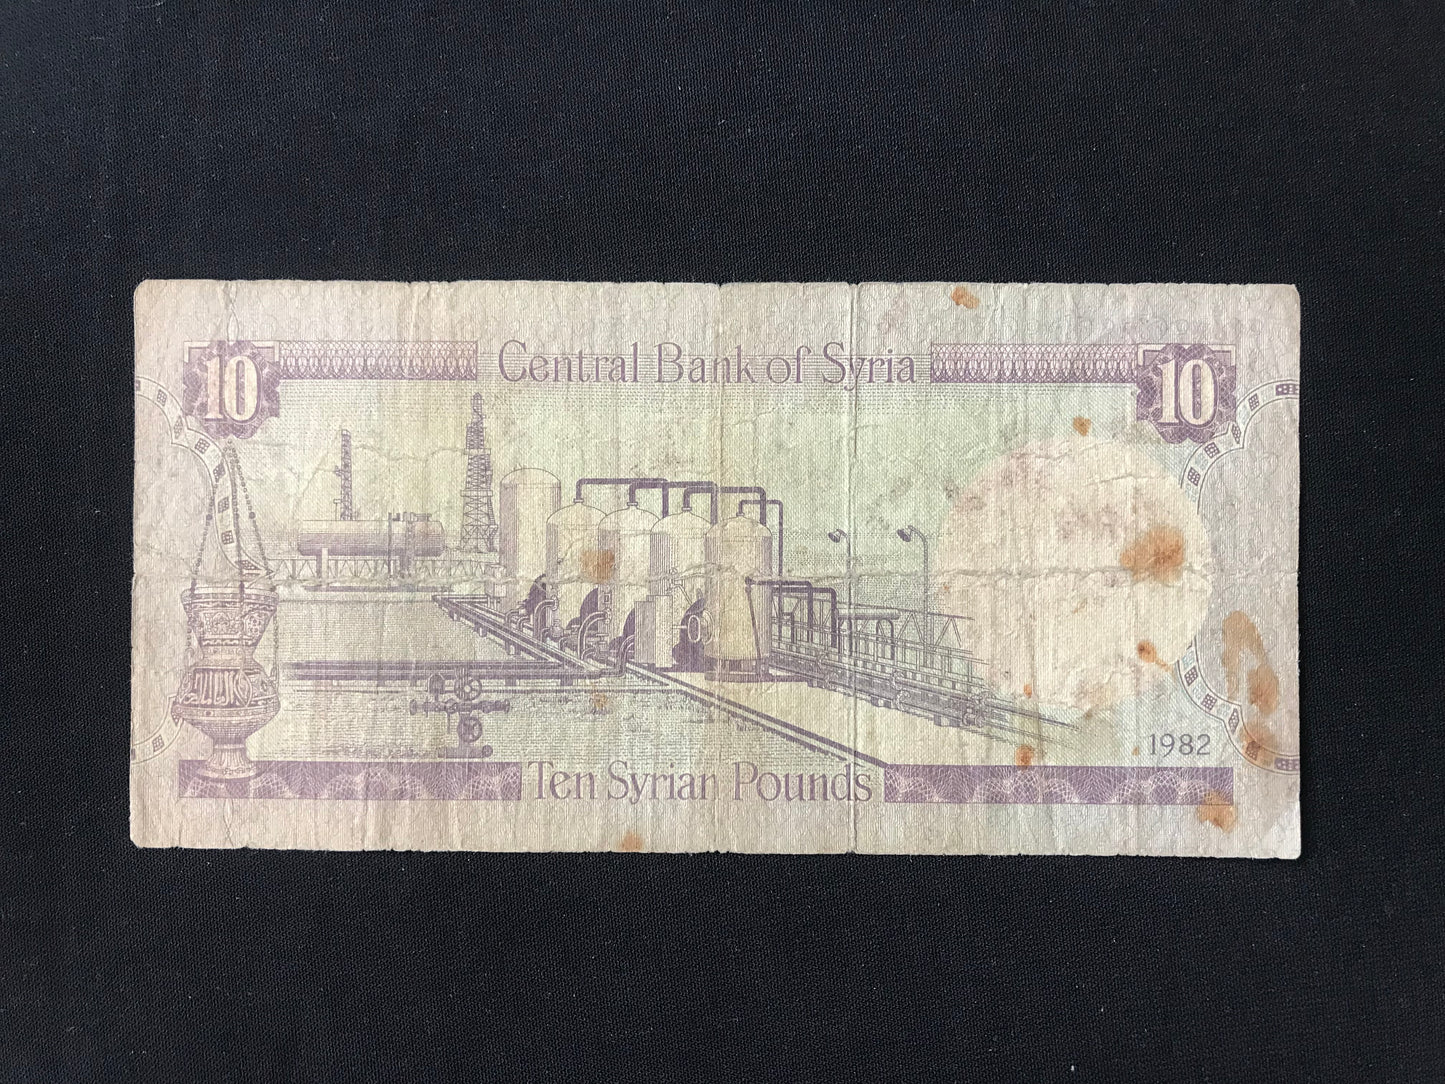 Central Bank of Syria
10
10
1982
Ten Syrian Pounds